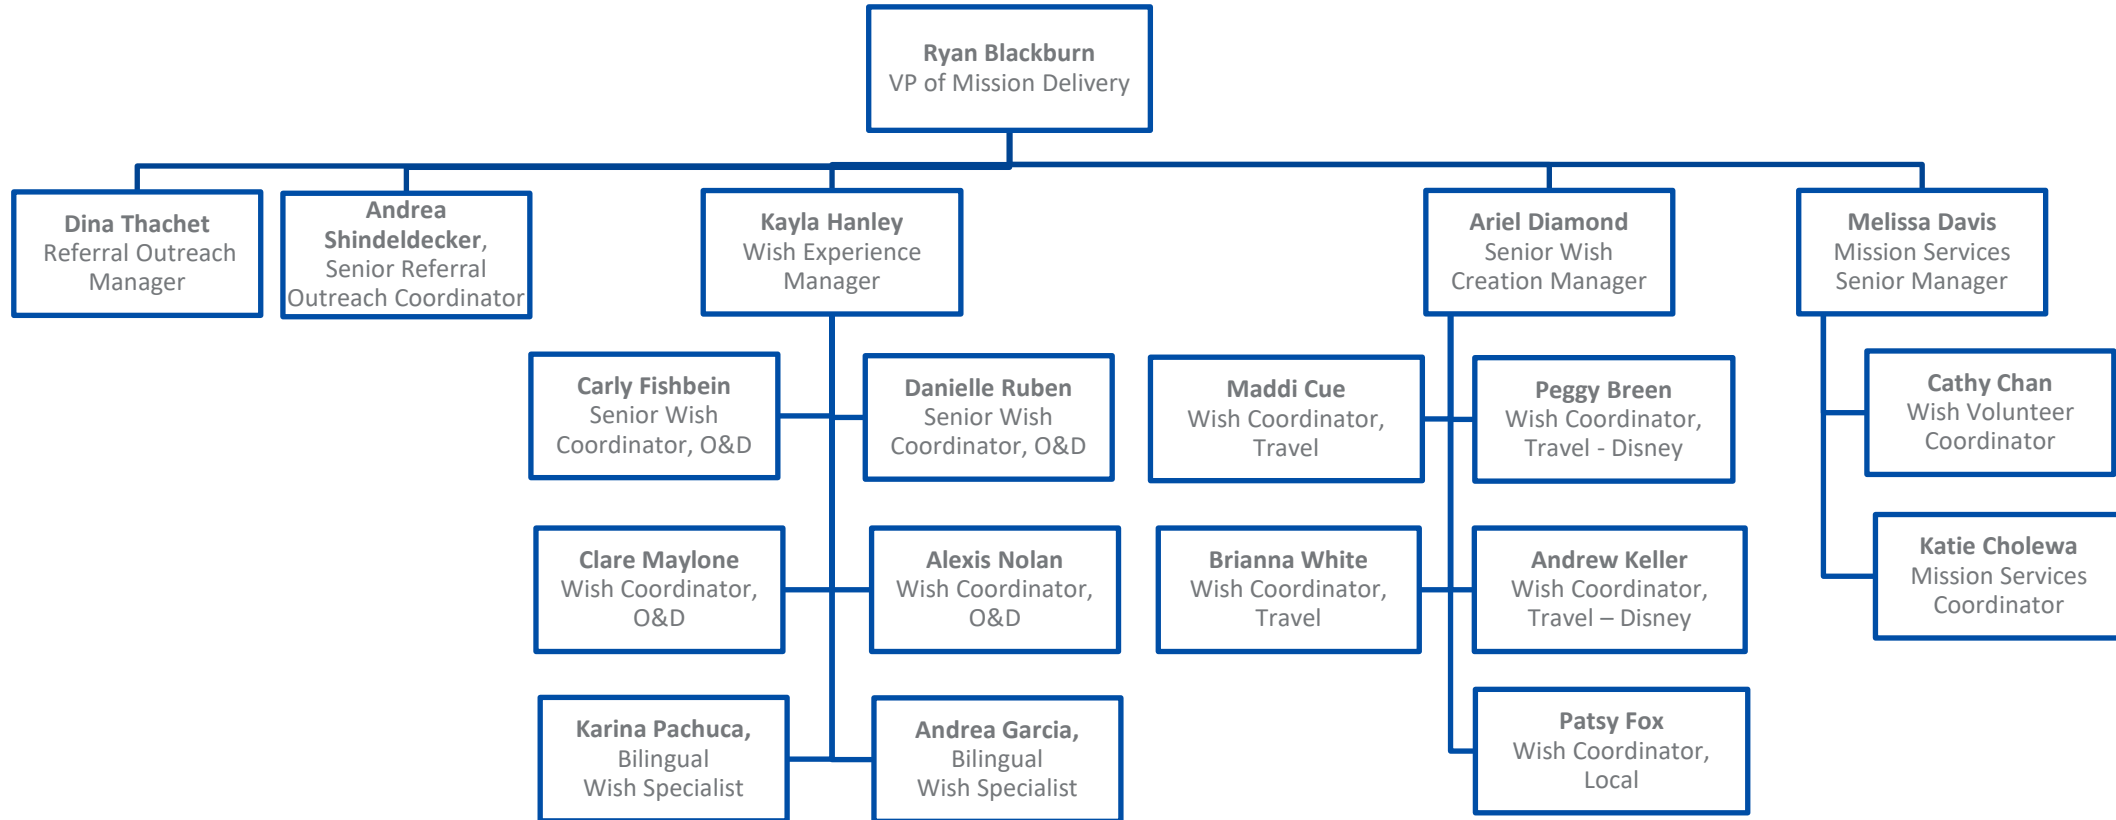 Ryan Blackburn
VP of Mission Delivery
Dina Thachet
Referral Outreach
Manager
Andrea
Shindeldecker,
Senior Referral
Outreach Coordinator
Kayla Hanley
Wish Experience
Manager
Ariel Diamond
Senior Wish
Creation Manager
Melissa Davis
Mission Services
Senior Manager
Carly Fishbein
Senior Wish
Coordinator, O&D
Danielle Ruben
Senior Wish
Coordinator, O&D
Maddi Cue
Wish Coordinator,
Travel
Peggy Breen
Wish Coordinator,
Travel - Disney
Cathy Chan
Wish Volunteer
Coordinator
Clare Maylone
Wish Coordinator,
O&D
Alexis Nolan
Wish Coordinator,
O&D
Brianna White
Wish Coordinator,
Travel
Andrew Keller
Wish Coordinator,
Travel – Disney
Katie Cholewa
Mission Services
Coordinator
Karina Pachuca,
Bilingual
Wish Specialist
Andrea Garcia,
Bilingual
Wish Specialist
Patsy Fox
Wish Coordinator,
Local